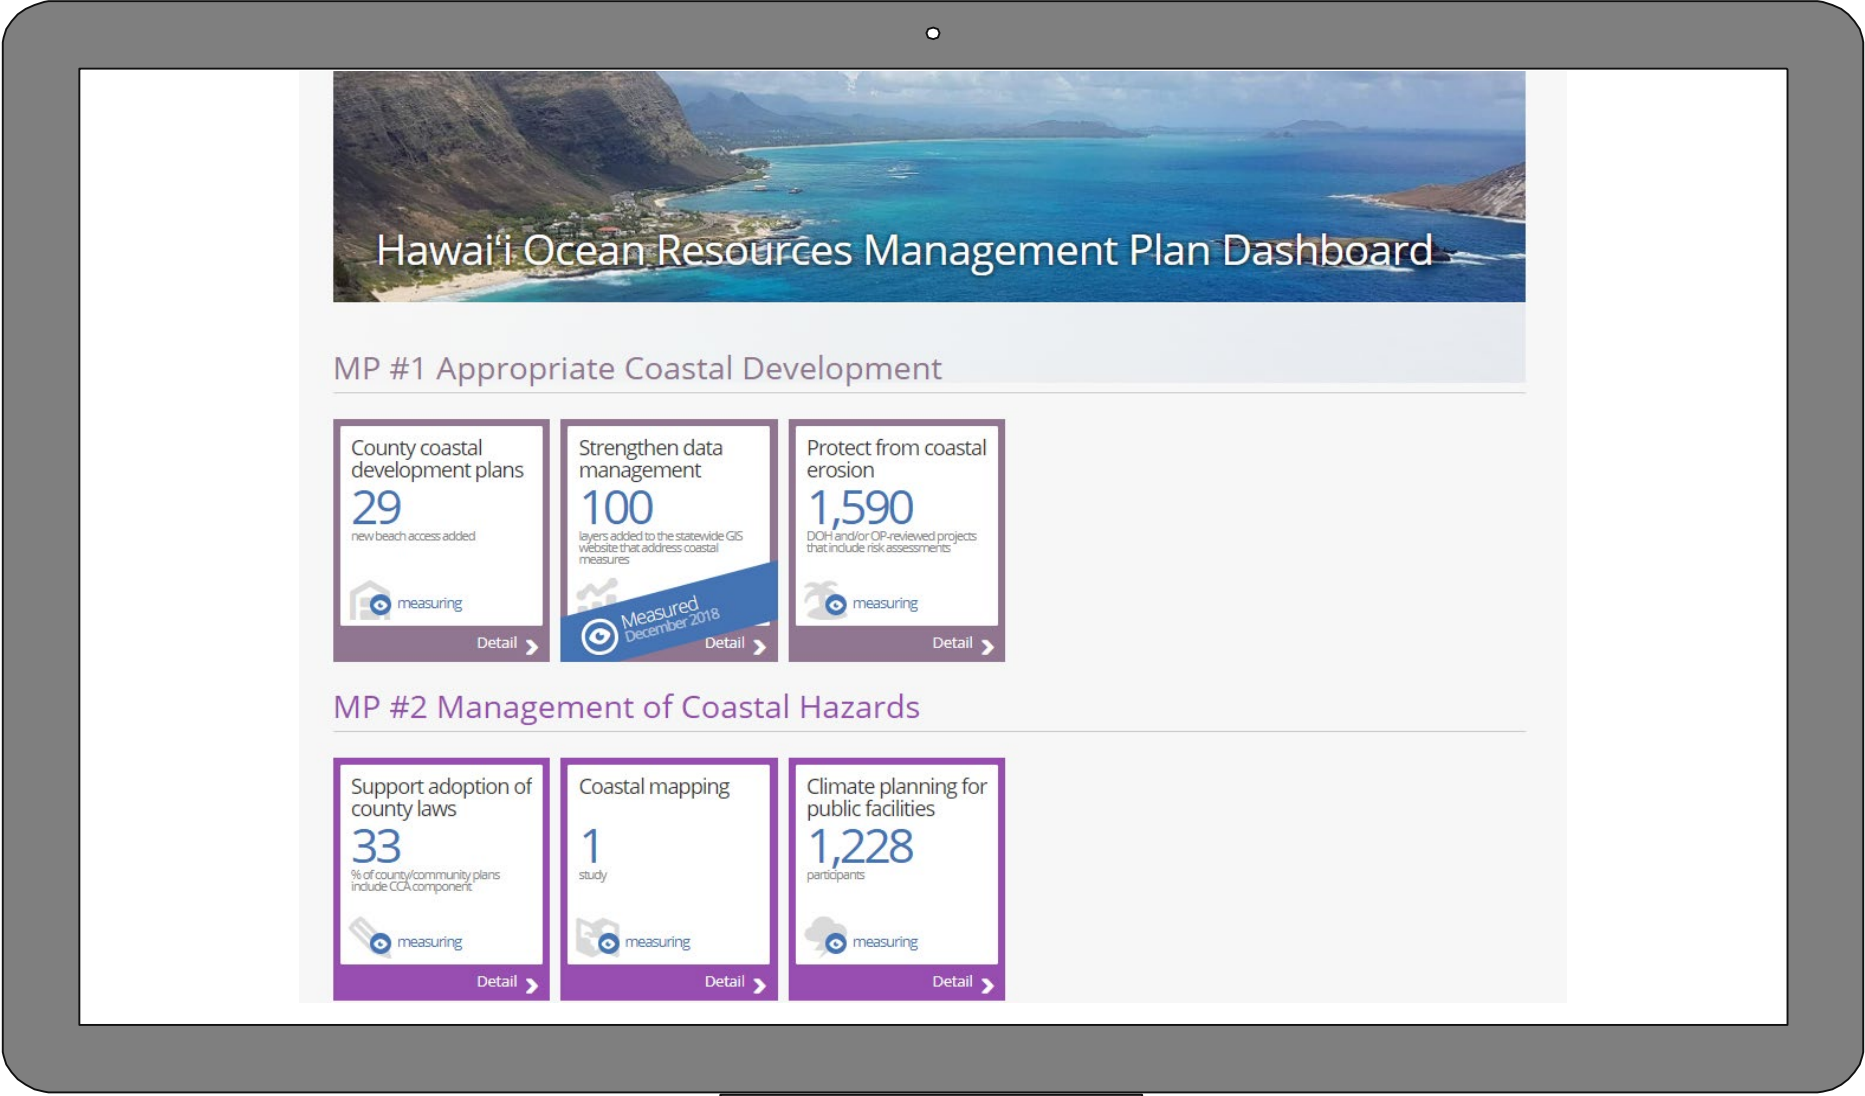 Hawaiʻi Ocean Resources Management Plan Dashboard
MP #1 Appropriate Coastal Development
County coastal
development plans
29
new beach access added
measuring
Detail
Strengthen data
management
100
layers added to the statewide GIS
website that address coastal
measures
Measured
December 2018
Detail
Protect from coastal
erosion
1,590
DOH and/or OP-reviewed projects
that include risk assessments
measuring
Detail
MP #2 Management of Coastal Hazards
Support adoption of
county laws
33
% of county/community plans
include CCA component
measuring
Detail
Coastal mapping
1
study
measuring
Detail
Climate planning for
public facilities
1,228
participants
measuring
Detail